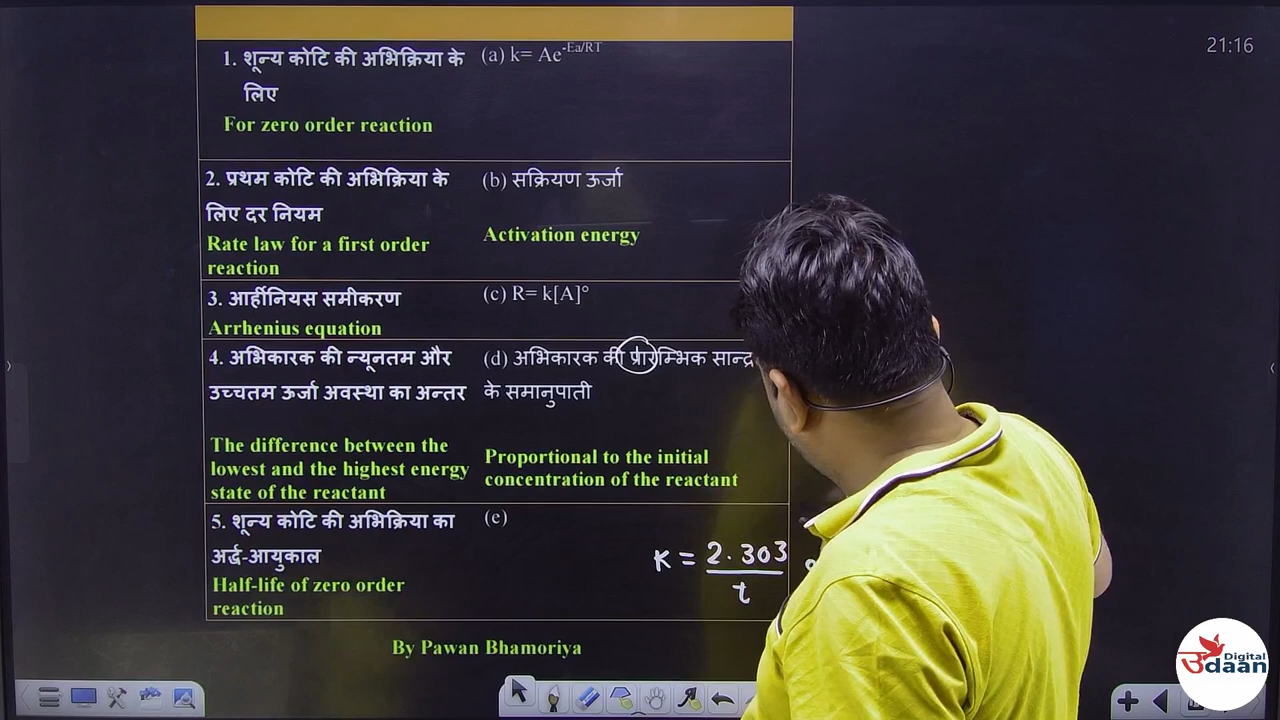 21:16
1. शून्य कोटि की अभिक्रिया के
लिए
For zero order reaction
(a) k= Ae-Ea/RT
2. प्रथम कोटि की अभिक्रिया के
लिए दर नियम
Rate law for a first order
reaction
(b) सक्रियण ऊर्जा
Activation energy
3. आर्हीनियस समीकरण
Arrhenius equation
(c) R= k[A]°
4. अभिकारक की न्यूनतम और
उच्चतम ऊर्जा अवस्था का अन्तर
The difference between the
lowest and the highest energy
state of the reactant
(d) अभिकारक की प्रारम्भिक
के समानुपाती
Proportional to the initial
concentration of the reactant
5. शून्य कोटि की अभिक्रिया का
अर्द्ध-आयुकाल
Half-life of zero order
reaction
(e)
K = 2.303
t
By Pawan Bhamoriya
Digital
उdaan